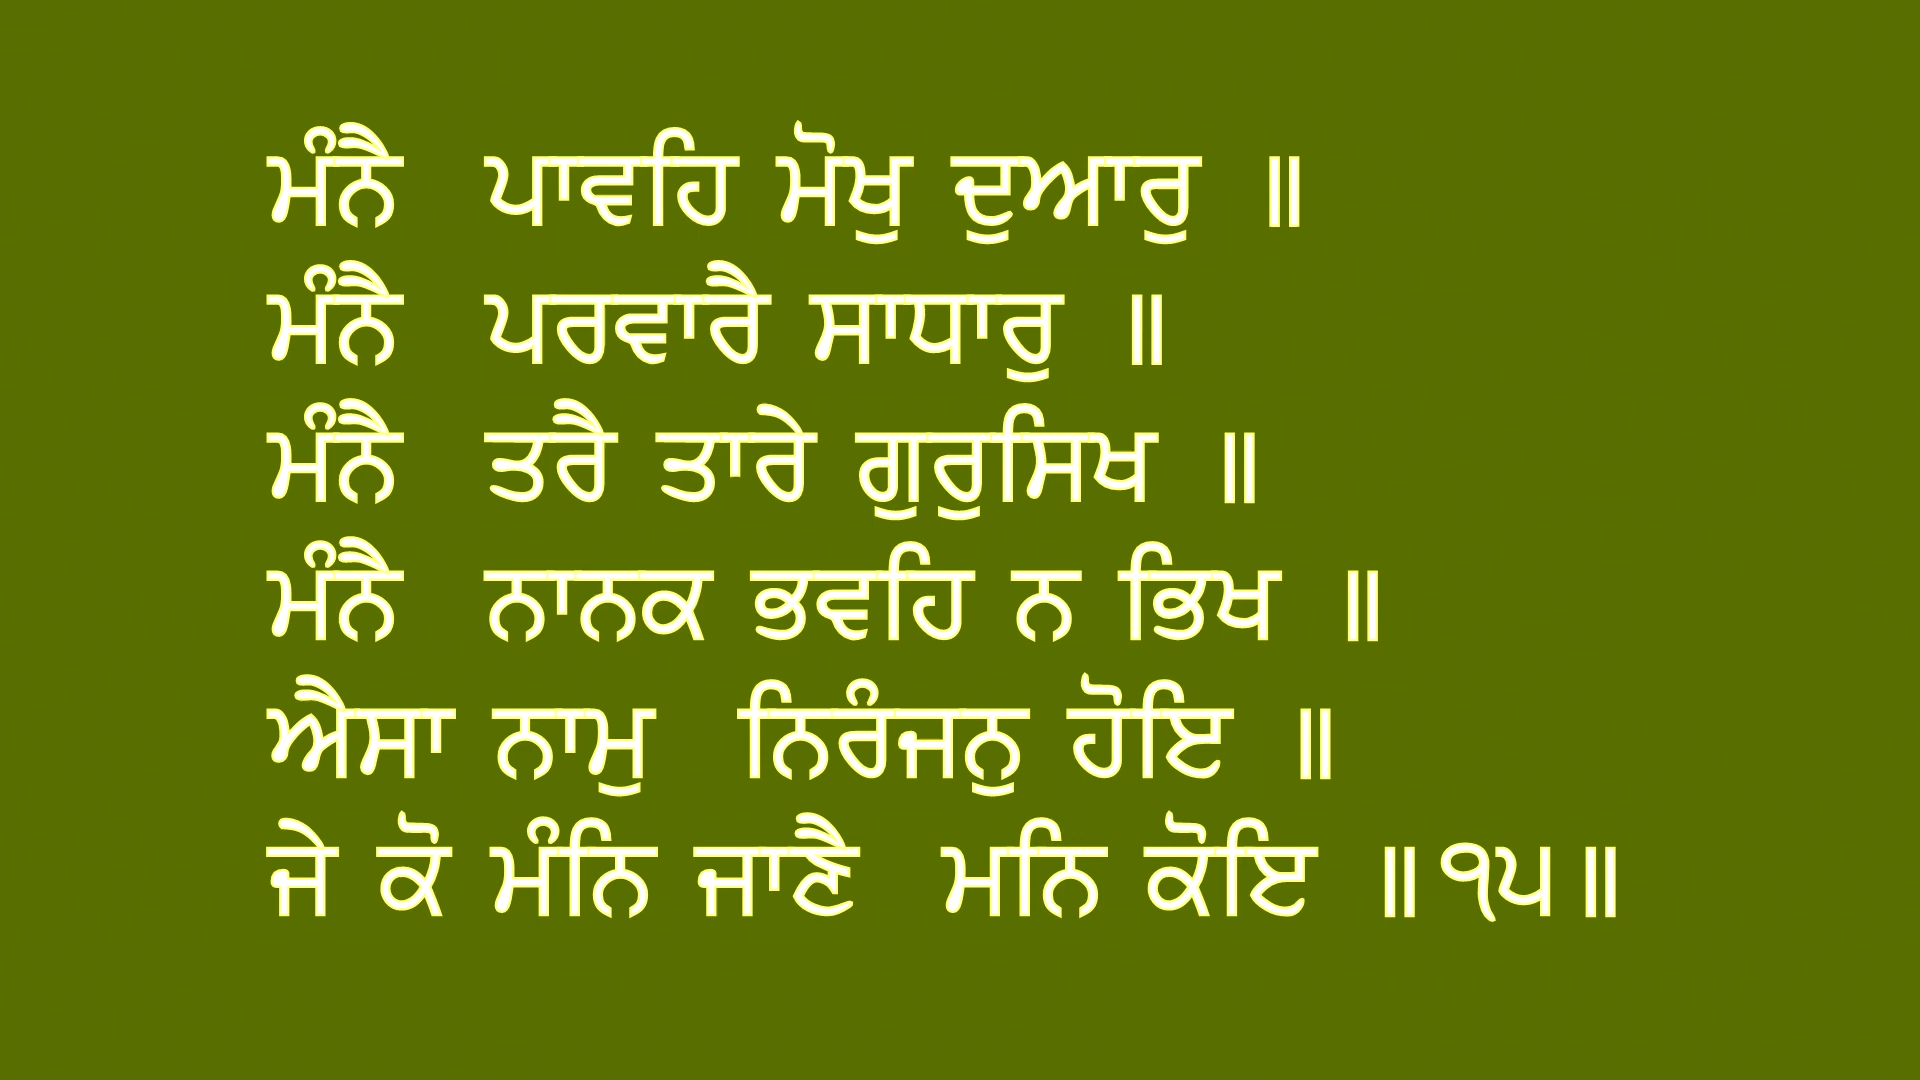 ਮੰਨੈ ਪਾਵਹਿ ਮੋਖੁ ਦੁਆਰੁ ॥
ਮੰਨੈ ਪਰਵਾਰੈ ਸਾਧਾਰੁ ॥
ਮੰਨੈ ਤਰੈ ਤਾਰੇ ਗੁਰੁਸਿਖ ॥
ਮੰਨੈ ਨਾਨਕ ਭਵਹਿ ਨ ਭਿਖ ॥
ਐਸਾ ਨਾਮੁ ਨਿਰੰਜਨੁ ਹੋਇ ॥
ਜੇ ਕੋ ਮੰਨਿ ਜਾਣੈ ਮਨਿ ਕੋਇ ॥੧੫॥